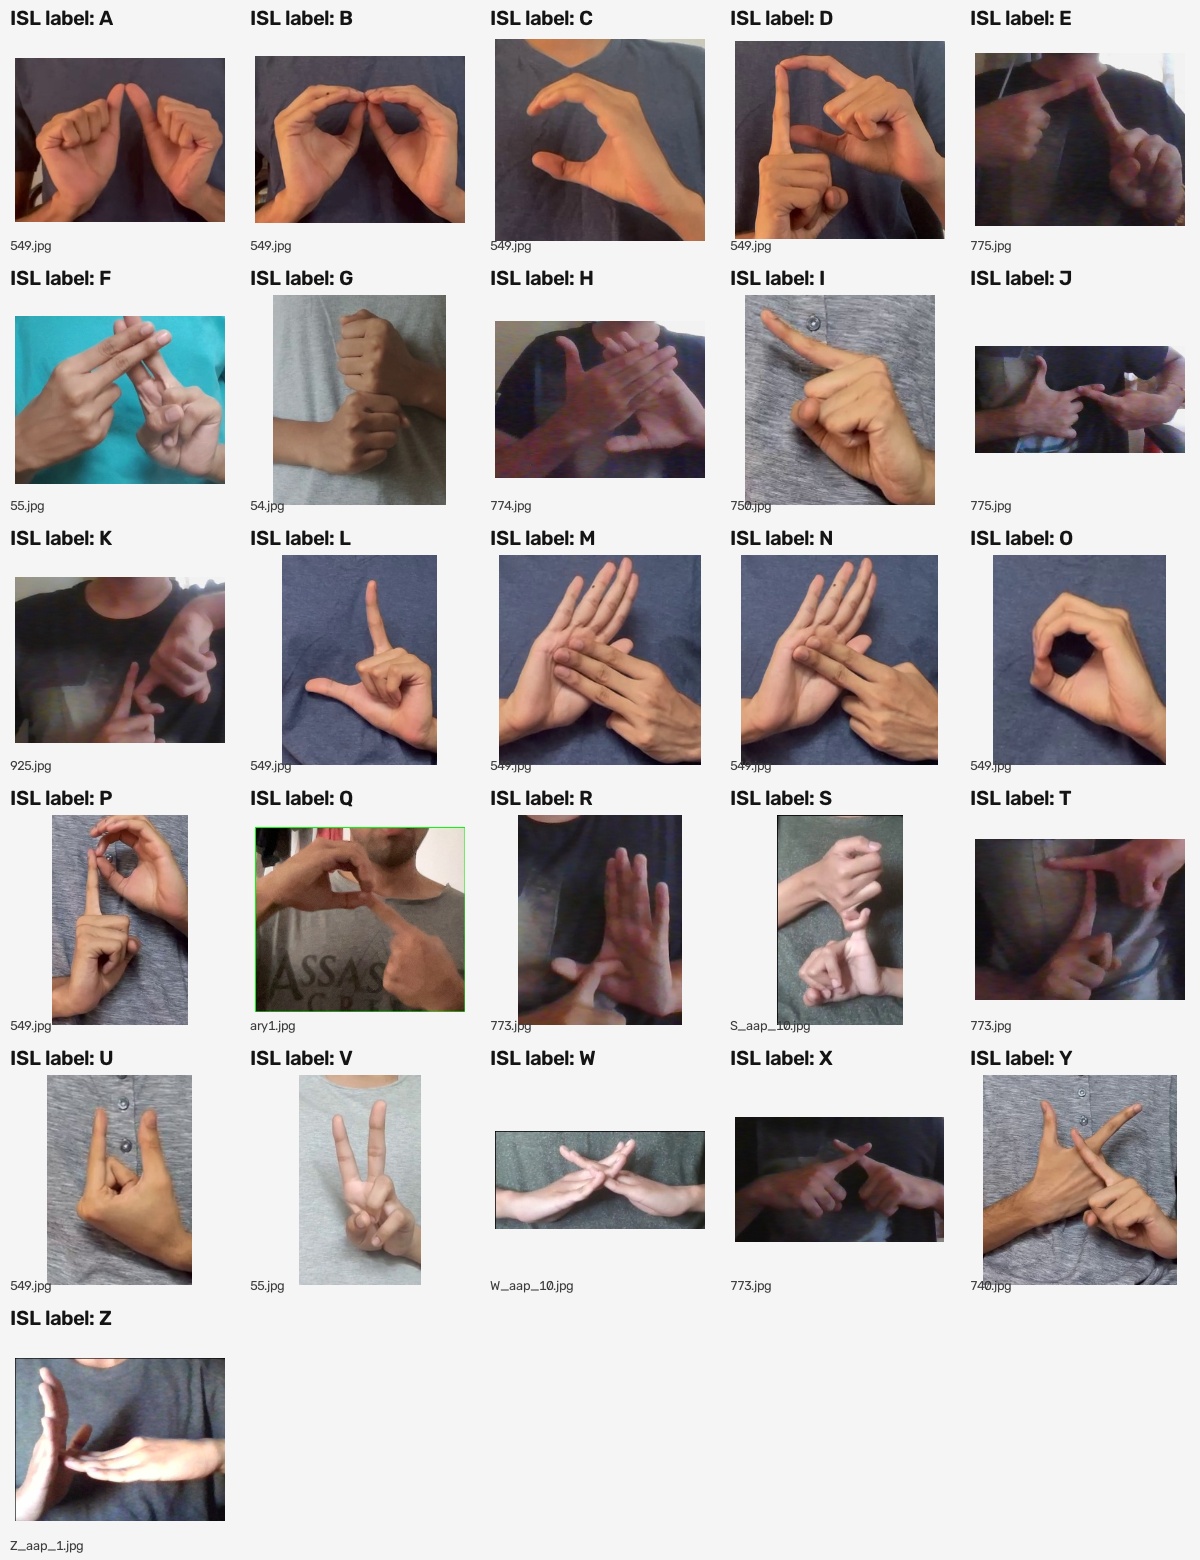 ISL label: A
ISL label: B
ISL label: C
ISL label: D
ISL label: E
549.jpg
549.jpg
549.jpg
549.jpg
775.jpg
ISL label: F
ISL label: G
ISL label: H
ISL label: I
ISL label: J
55.jpg
54.jpg
774.jpg
750.jpg
775.jpg
ISL label: K
ISL label: L
ISL label: M
ISL label: N
ISL label: O
925.jpg
549.jpg
549.jpg
549.jpg
549.jpg
ISL label: P
ISL label: Q
ISL label: R
ISL label: S
ISL label: T
ASSAS
549.jpg
ary1.jpg
773.jpg
S_aap_10.jpg
773.jpg
ISL label: U
ISL label: V
ISL label: W
ISL label: X
ISL label: Y
549.jpg
55.jpg
W_aap_10.jpg
773.jpg
740.jpg
ISL label: Z
Z_aap_1.jpg